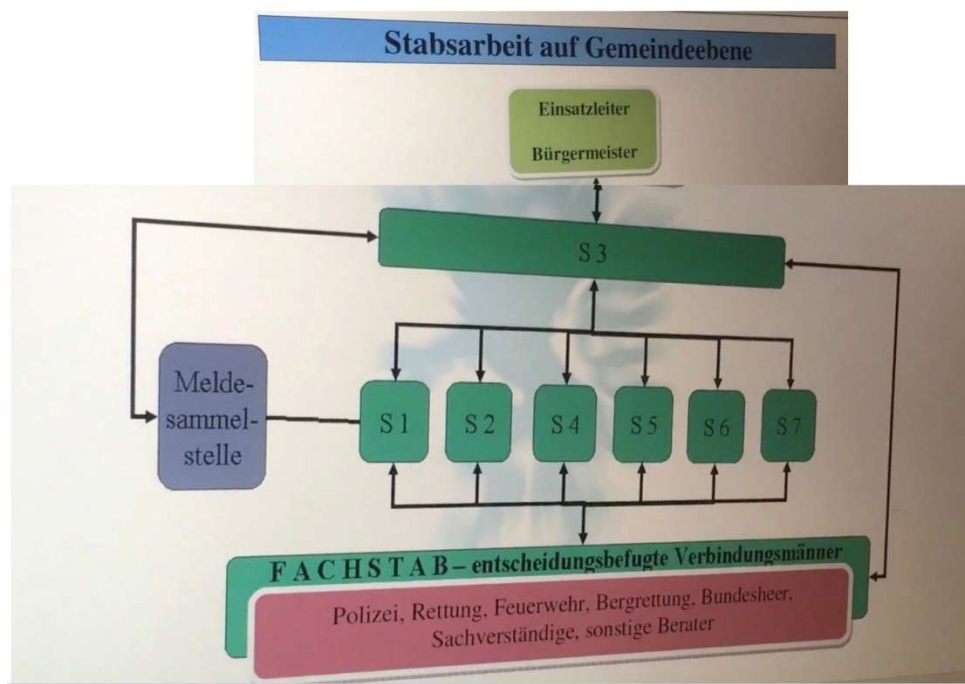 Stabsarbeit auf Gemeindeebene
Einsatzleiter
Bürgermeister
S 3
Melde-
sammel-
stelle
S 1
S 2
S 4
S 5
S 6
S 7
FACHSTAB – entscheidungsbefugte Verbindungsmänner
Polizei, Rettung, Feuerwehr, Bergrettung, Bundesheer,
Sachverständige, sonstige Berater